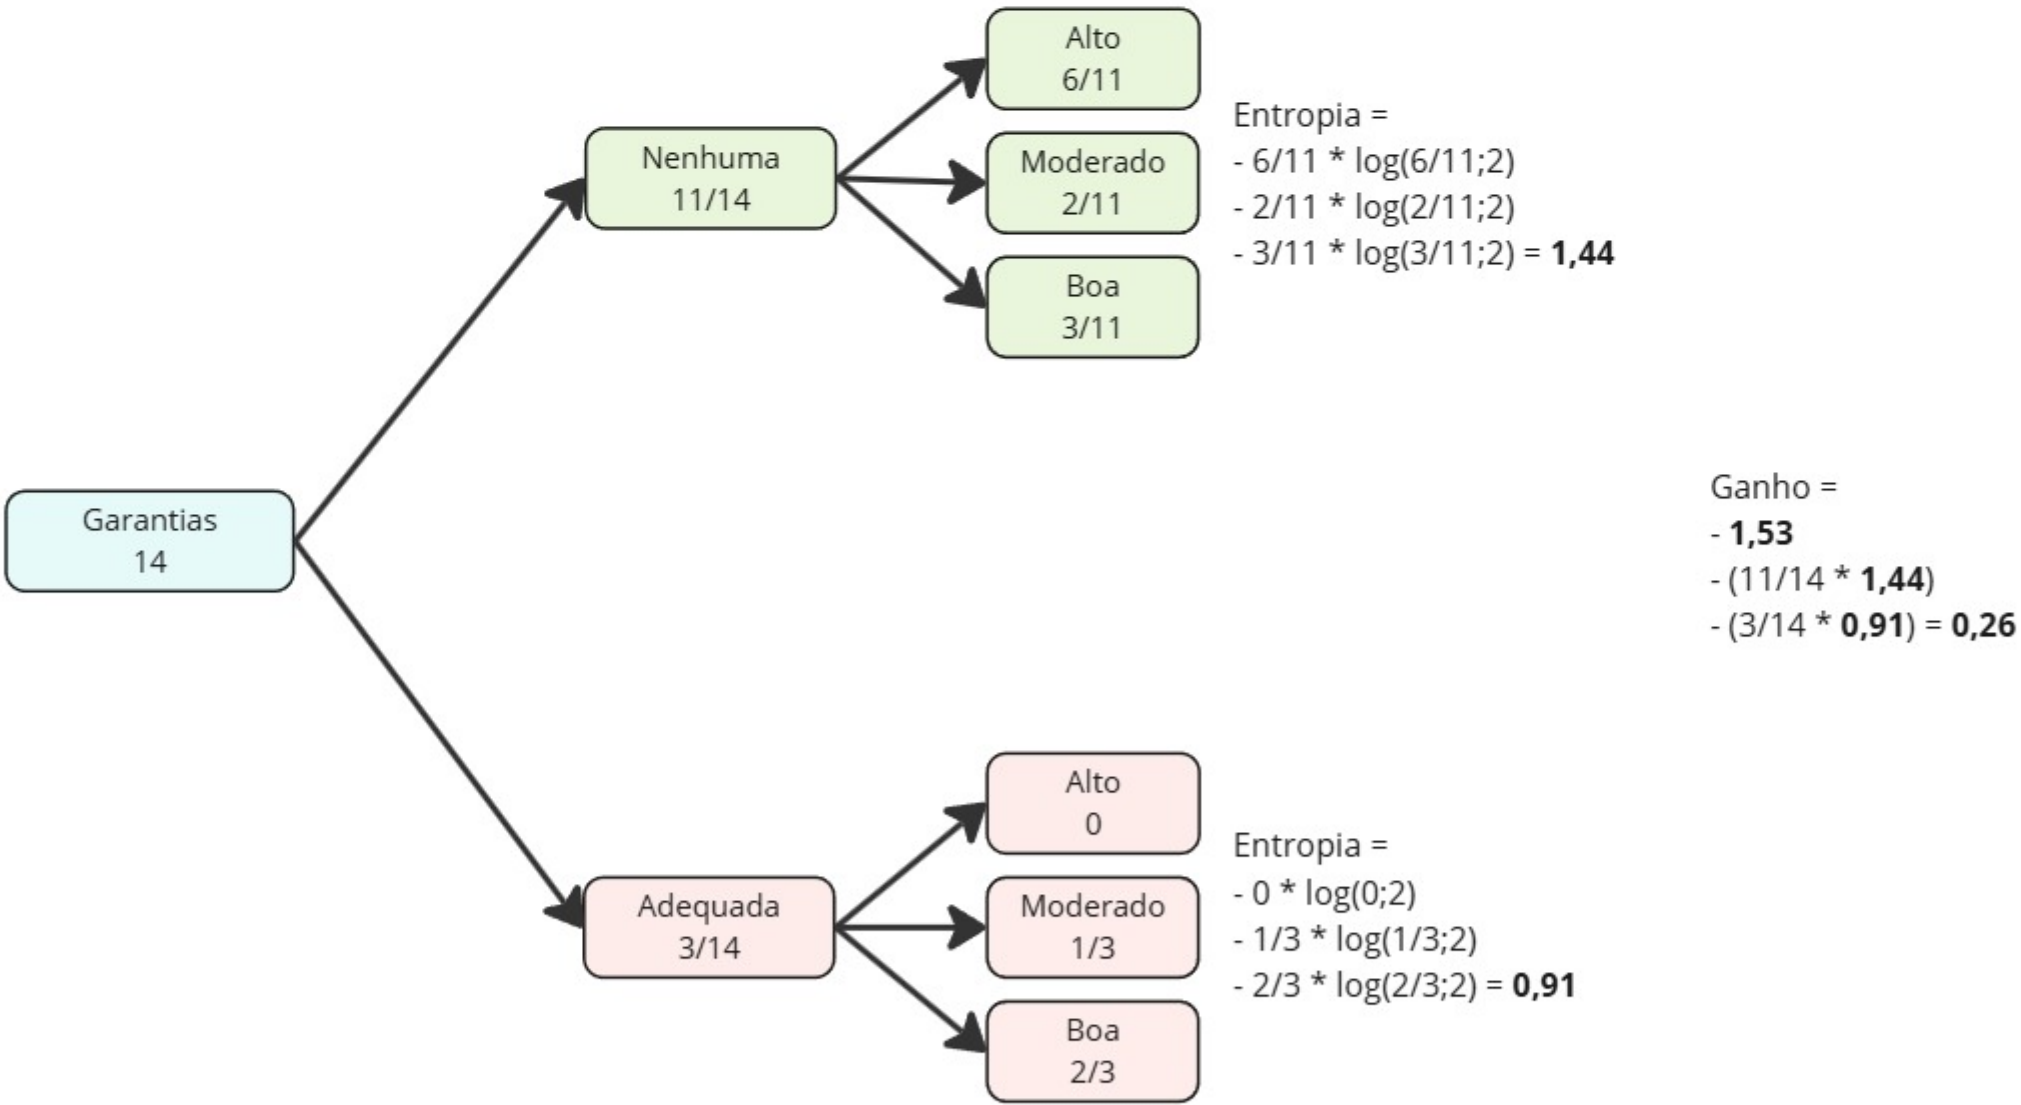 Garantias
14
Nenhuma
11/14
Alto
6/11
Moderado
2/11
Boa
3/11
Entropia =
- 6/11 * log(6/11;2)
- 2/11 * log(2/11;2)
- 3/11 * log(3/11;2) = 1,44
Ganho =
- 1,53
- (11/14 * 1,44)
- (3/14 * 0,91) = 0,26
Adequada
3/14
Alto
0
Moderado
1/3
Boa
2/3
Entropia =
- 0 * log(0;2)
- 1/3 * log(1/3;2)
- 2/3 * log(2/3;2) = 0,91